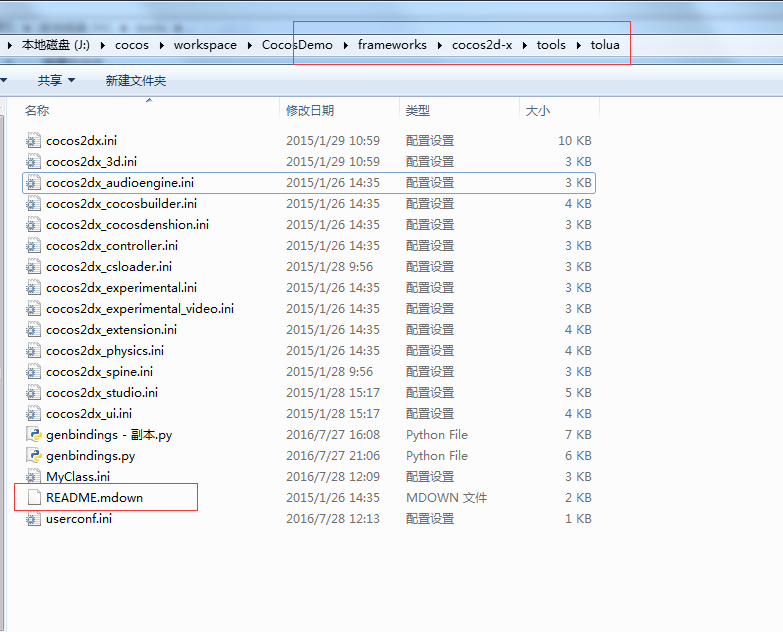 本地磁盘 (J:) cocos workspace CocosDemo frameworks cocos2d-x tools tolua
共享 新建文件夹
名称 修改日期 类型 大小
cocos2dx.ini 2015/1/29 10:59 配置设置 10 KB
cocos2dx_3d.ini 2015/1/29 10:59 配置设置 3 KB
cocos2dx_audioengine.ini 2015/1/26 14:35 配置设置 3 KB
cocos2dx_cocosbuilder.ini 2015/1/26 14:35 配置设置 4 KB
cocos2dx_cocosdenshion.ini 2015/1/26 14:35 配置设置 3 KB
cocos2dx_controller.ini 2015/1/26 14:35 配置设置 3 KB
cocos2dx_csloader.ini 2015/1/28 9:56 配置设置 3 KB
cocos2dx_experimental.ini 2015/1/26 14:35 配置设置 3 KB
cocos2dx_experimental_video.ini 2015/1/26 14:35 配置设置 3 KB
cocos2dx_extension.ini 2015/1/26 14:35 配置设置 4 KB
cocos2dx_physics.ini 2015/1/26 14:35 配置设置 4 KB
cocos2dx_spine.ini 2015/1/28 9:56 配置设置 3 KB
cocos2dx_studio.ini 2015/1/28 15:17 配置设置 5 KB
cocos2dx_ui.ini 2015/1/28 15:17 配置设置 4 KB
genbindings - 副本.py 2016/7/27 16:08 Python File 7 KB
genbindings.py 2016/7/27 21:06 Python File 6 KB
MyClass.ini 2016/7/28 12:09 配置设置 3 KB
README.mdown 2015/1/26 14:35 MDOWN 文件 2 KB
userconf.ini 2016/7/28 12:13 配置设置 1 KB